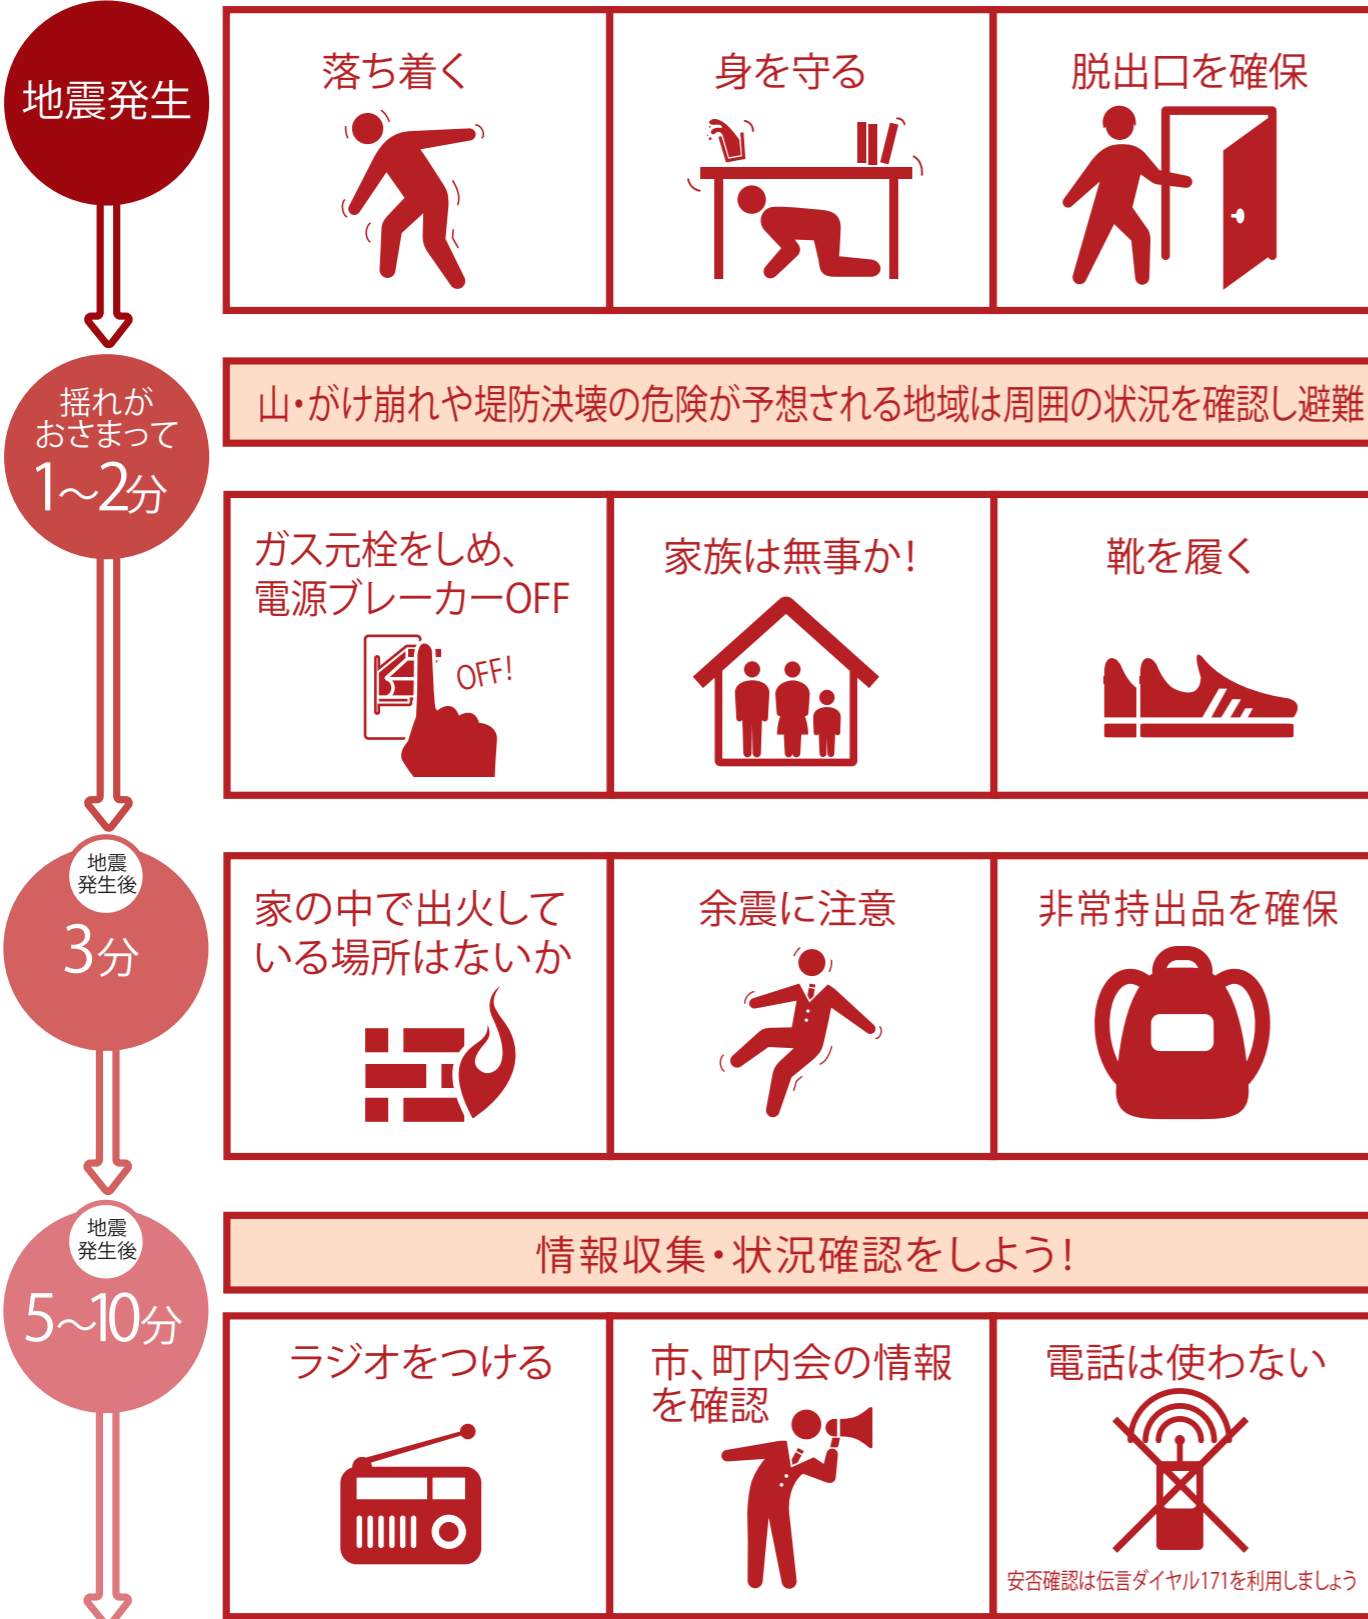 地震発生
落ち着く
身を守る
脱出口を確保
揺れが
おさまって
1～2分
山・がけ崩れや堤防決壊の危険が予想される地域は周囲の状況を確認し避難
ガス元栓をしめ、
電源ブレーカーOFF
OFF!
家族は無事か！
靴を履く
地震
発生後
3分
家の中で出火して
いる場所はないか
余震に注意
非常持出品を確保
地震
発生後
5～10分
情報収集・状況確認をしよう！
ラジオをつける
市、町内会の情報
を確認
電話は使わない
安否確認は伝言ダイヤル171を利用しましょう